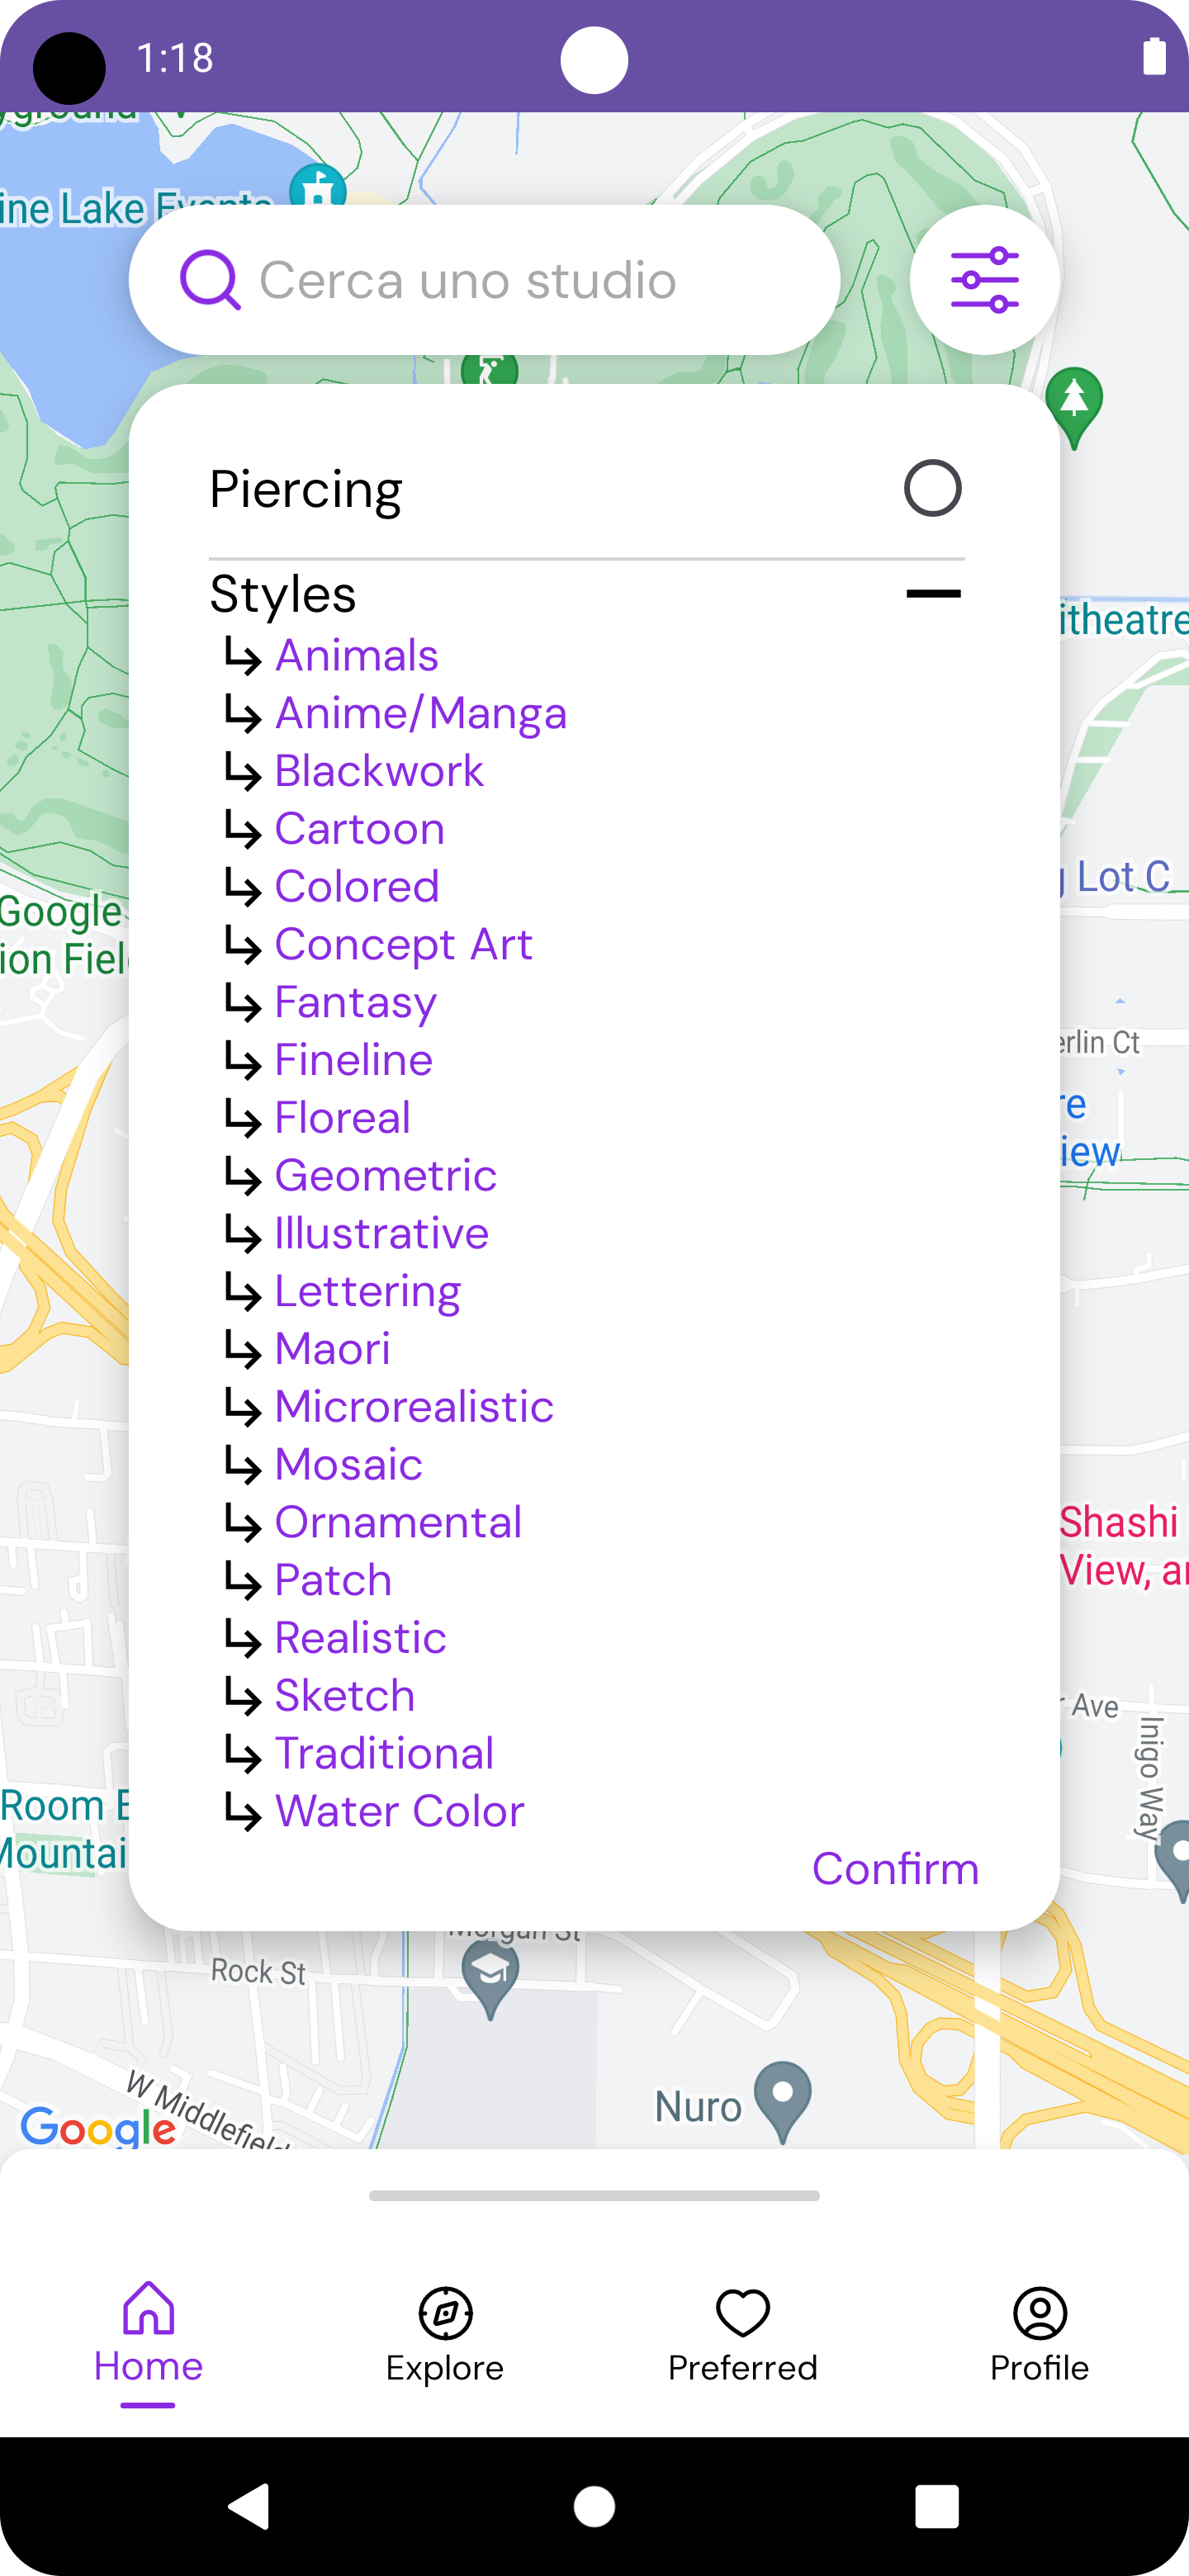 1:18
ine Lake Events
Cerca uno studio
Piercing
Styles
itheatre
Animals
Anime/Manga
Blackwork
Cartoon
Colored
Lot C
Google
ion Fiel
Concept Art
Fantasy
erlin Ct
Fineline
re
iew
Floreal
Geometric
Illustrative
Lettering
Maori
Microrealistic
Mosaic
Ornamental
Shashi
View, a
Patch
Realistic
Sketch
r Ave
Inigo Way
Traditional
Room E
Water Color
Mountai
Confirm
Morgan St
Rock St
W Middlefield
Nuro
Google
Home
Explore
Preferred
Profile